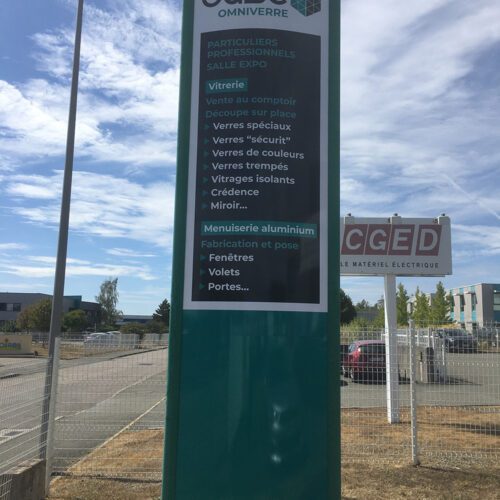 OMNIVERRE
PARTICULIERS
PROFESSIONNELS
SALLE EXPO
Vitrerie
Vente au comptoir
Découpe sur place
Verres spéciaux
Verres "sécurit"
Verres de couleurs
Verres trempés
Vitrages isolants
Crédence
Miroir...
Menuiserie aluminium
Fabrication et pose
Fenêtres
Volets
Portes...
CGED
LE MATÉRIEL ÉLECTRIQUE